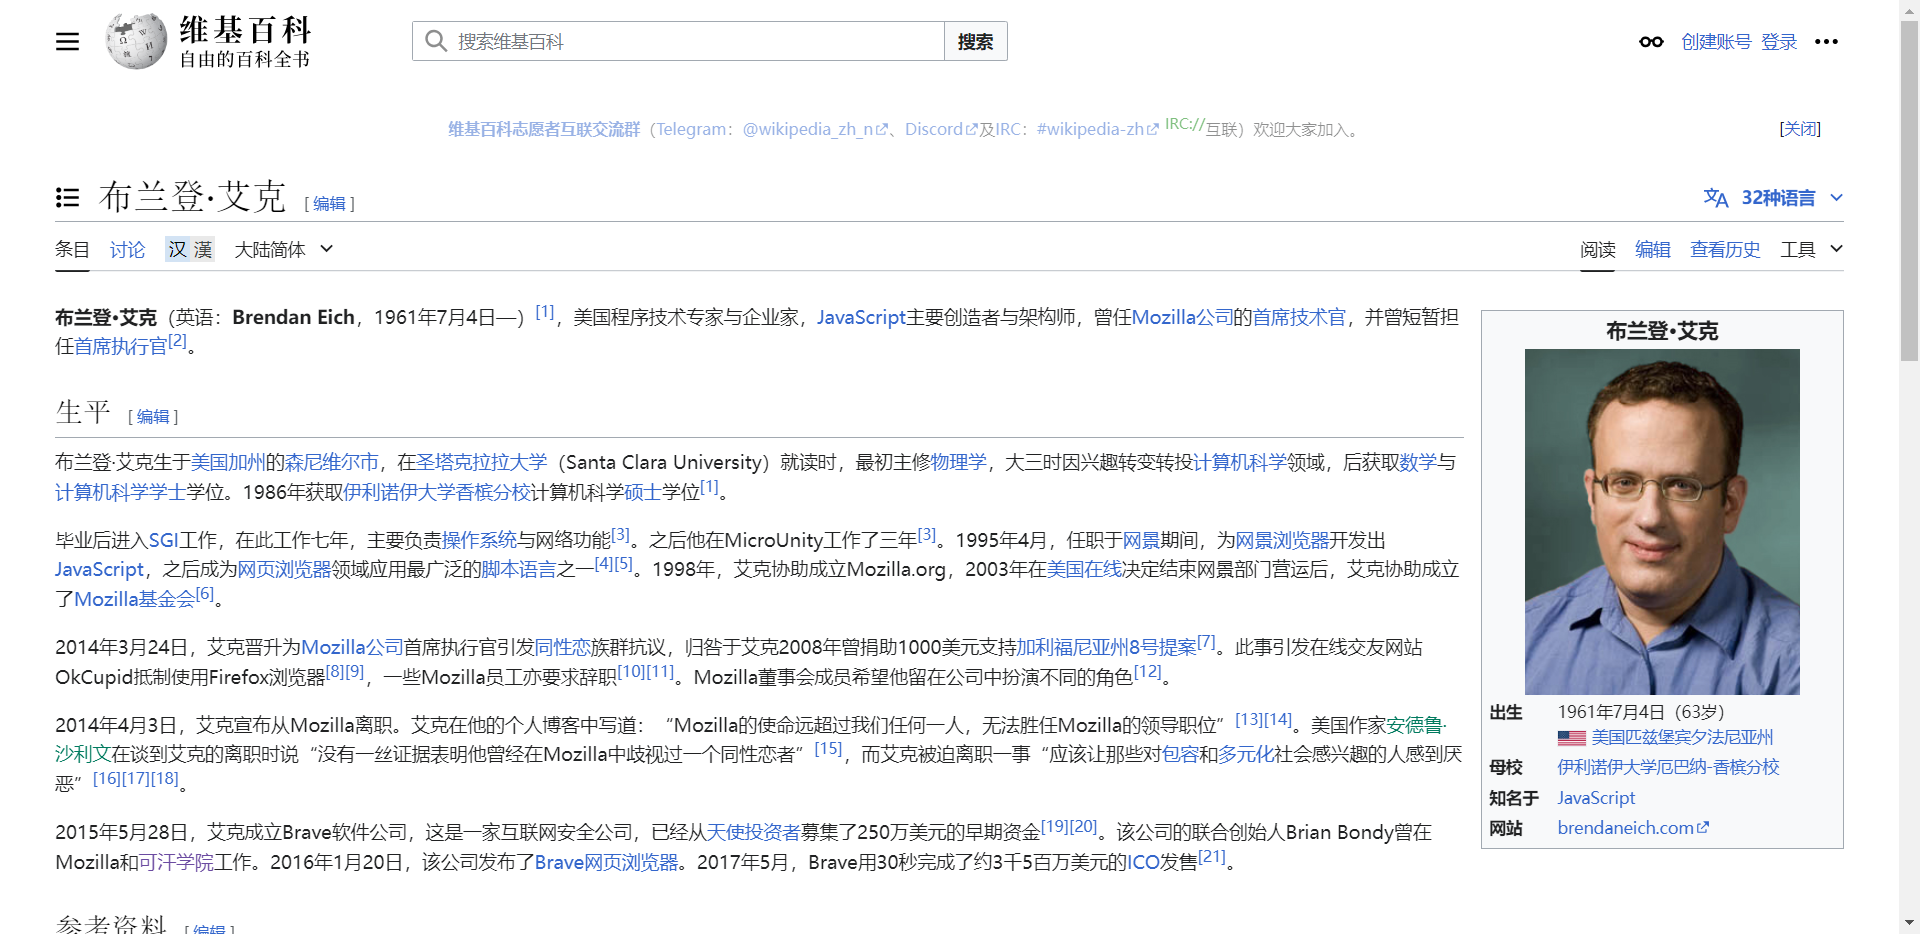 维基百科
自由的百科全书
搜索维基百科
搜索
创建账号 登录
维基百科志愿者互联交流群（Telegram：@wikipedia_zh_n、Discord及IRC：#wikipedia-zh IRC://互联）欢迎大家加入。
[关闭]
布兰登·艾克 [ 编辑 ]
32种语言
条目 讨论 汉 漢 大陆简体
阅读 编辑 查看历史 工具
布兰登·艾克（英语：Brendan Eich，1961年7月4日—）[1]，美国程序技术专家与企业家，JavaScript主要创造者与架构师，曾任Mozilla公司的首席技术官，并曾短暂担
任首席执行官[2]。
生平 [ 编辑 ]
布兰登·艾克生于美国加州的森尼维尔市，在圣塔克拉拉大学（Santa Clara University）就读时，最初主修物理学，大三时因兴趣转变转投计算机科学领域，后获取数学与
计算机科学学士学位。1986年获取伊利诺伊大学香槟分校计算机科学硕士学位[1]。
毕业后进入SGI工作，在此工作七年，主要负责操作系统与网络功能[3]。之后他在MicroUnity工作了三年[3]。1995年4月，任职于网景期间，为网景浏览器开发出
JavaScript，之后成为网页浏览器领域应用最广泛的脚本语言之一[4][5]。1998年，艾克协助成立Mozilla.org，2003年在美国在线决定结束网景部门营运后，艾克协助成立
了Mozilla基金会[6]。
2014年3月24日，艾克晋升为Mozilla公司首席执行官引发同性恋族群抗议，归咎于艾克2008年曾捐助1000美元支持加利福尼亚州8号提案[7]。此事引发在线交友网站
OkCupid抵制使用Firefox浏览器[8][9]，一些Mozilla员工亦要求辞职[10][11]。Mozilla董事会成员希望他留在公司中扮演不同的角色[12]。
2014年4月3日，艾克宣布从Mozilla离职。艾克在他的个人博客中写道：“Mozilla的使命远超过我们任何一人，无法胜任Mozilla的领导职位”[13][14]。美国作家安德鲁·
沙利文在谈到艾克的离职时说“没有一丝证据表明他曾经在Mozilla中歧视过一个同性恋者”[15]，而艾克被迫离职一事“应该让那些对包容和多元化社会感兴趣的人感到厌
恶”[16][17][18]。
2015年5月28日，艾克成立Brave软件公司，这是一家互联网安全公司，已经从天使投资者募集了250万美元的早期资金[19][20]。该公司的联合创始人Brian Bondy曾在
Mozilla和可汗学院工作。2016年1月20日，该公司发布了Brave网页浏览器。2017年5月，Brave用30秒完成了约3千5百万美元的ICO发售[21]。
参考资料 [ 编辑 ]
布兰登·艾克
出生 1961年7月4日（63岁）
美国匹兹堡宾夕法尼亚州
母校 伊利诺伊大学厄巴纳-香槟分校
知名于 JavaScript
网站 brendaneich.com